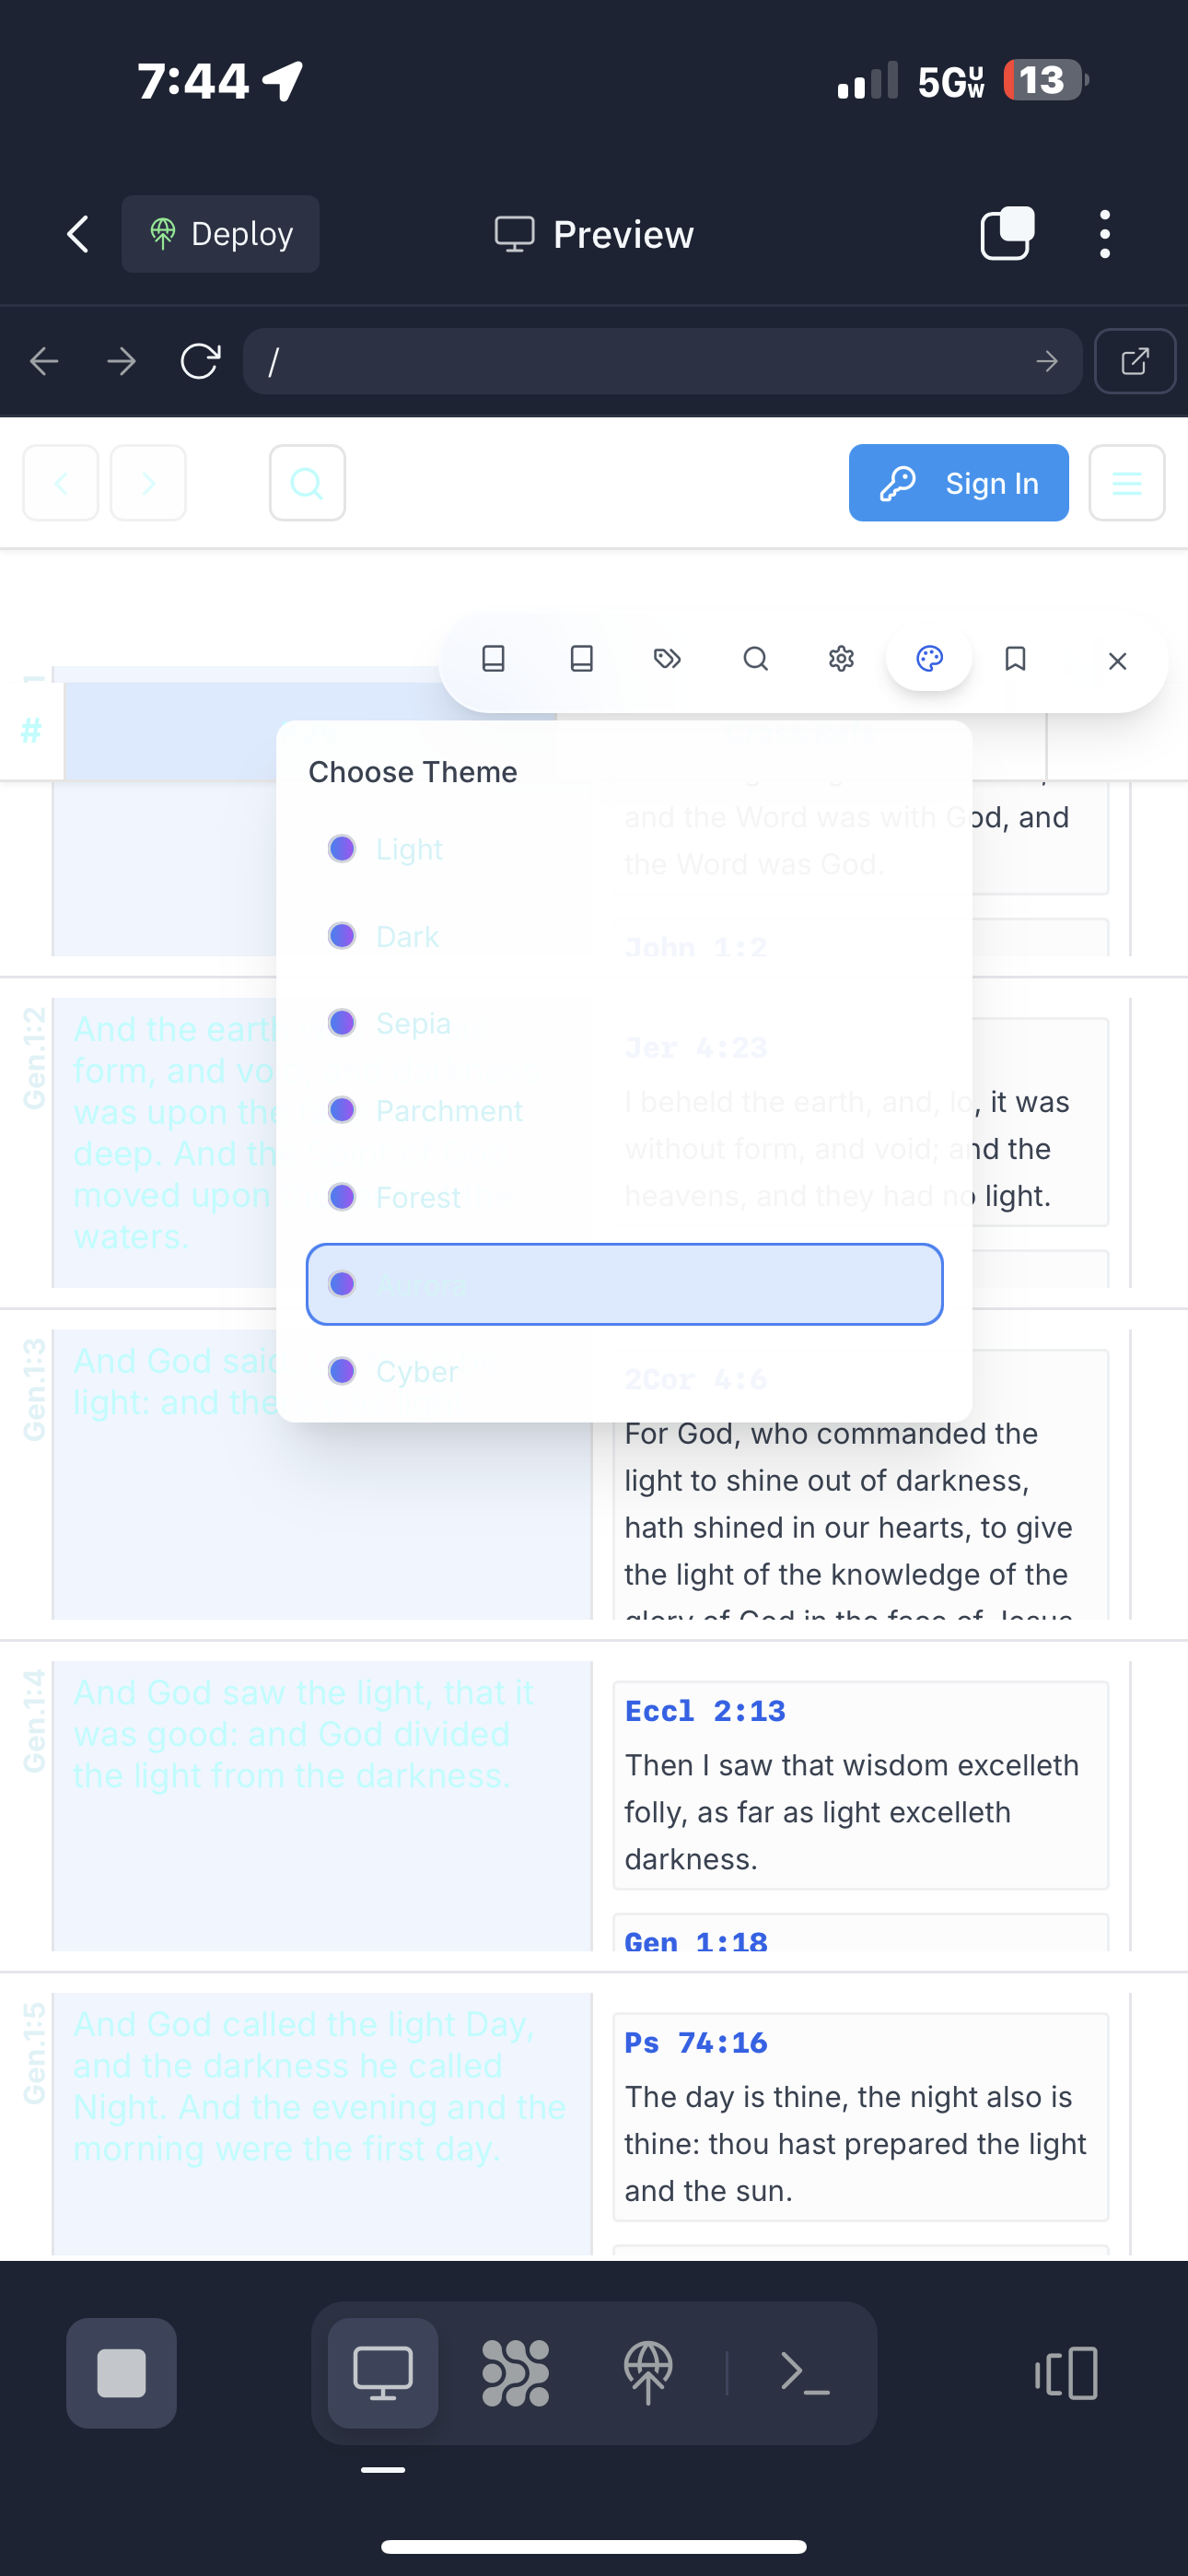 7:44
5G UW
13
Deploy
Preview
/
Sign In
#
Choose Theme
Light
Dark
Sepia
Parchment
Forest
Aurora
Cyber
and the Word was with God, and
the Word was God.
John 1:2
Gen.1:2
And the earth
form, and vo
was upon the
deep. And th
moved upon
waters.
Jer 4:23
I beheld the earth, and, lo, it was
without form, and void; and the
heavens, and they had no light.
Gen.1:3
And God said
light: and the
2Cor 4:6
For God, who commanded the
light to shine out of darkness,
hath shined in our hearts, to give
the light of the knowledge of the
glory of God in the face of Jesus
Gen.1:4
And God saw the light, that it
was good: and God divided
the light from the darkness.
Eccl 2:13
Then I saw that wisdom excelleth
folly, as far as light excelleth
darkness.
Gen 1:18
Gen.1:5
And God called the light Day,
and the darkness he called
Night. And the evening and the
morning were the first day.
Ps 74:16
The day is thine, the night also is
thine: thou hast prepared the light
and the sun.